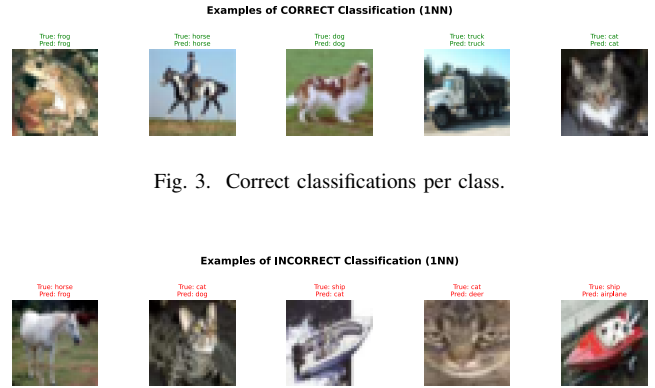 Examples of CORRECT Classification (1NN)
True: frog
Pred: frog
True: horse
Pred: horse
True: dog
Pred: dog
True: truck
Pred: truck
True: cat
Pred: cat
Fig. 3. Correct classifications per class.
Examples of INCORRECT Classification (1NN)
True: horse
Pred: frog
True: cat
Pred: dog
True: ship
Pred: cat
True: cat
Pred: deer
True: ship
Pred: airplane